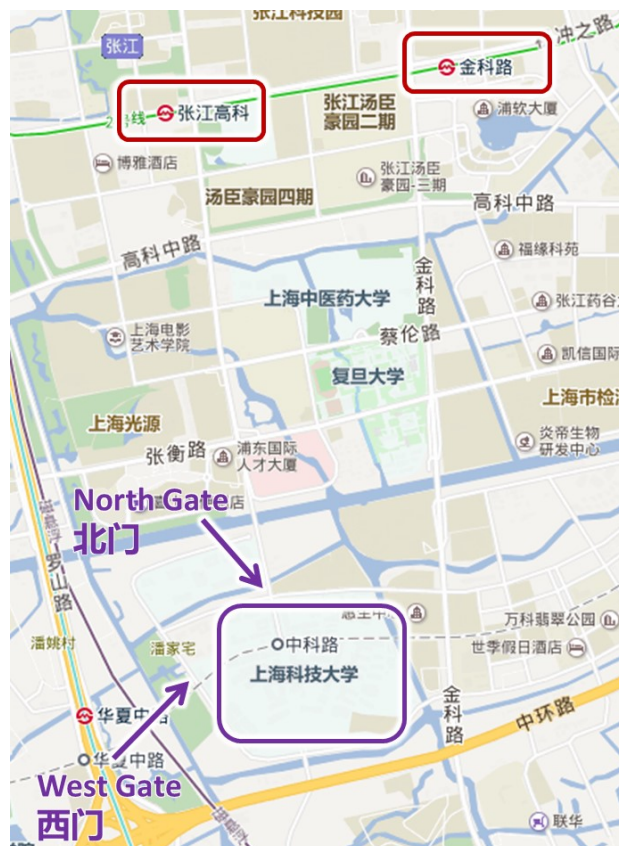 张江科技园
冲之路
张江
金科路
2号线
张江高科
张江汤臣
豪园二期
浦软大厦
博雅酒店
张江汤臣
豪园-三期
汤臣豪园四期
高科中路
高科中路
福缘科苑
金科路
上海中医药大学
张江药谷
上海电影
艺术学院
蔡伦路
凯信国际
复旦大学
上海市检
上海光源
炎帝生物
研发中心
张衡路
浦东国际
人才大厦
North Gate
北门
店
磁悬浮
罗山路
万科翡翠公园
潘姚村
潘家宅
中科路
世季假日酒店
上海科技大学
金科路
华夏中路
中环路
华夏中路
West Gate
西门
联华